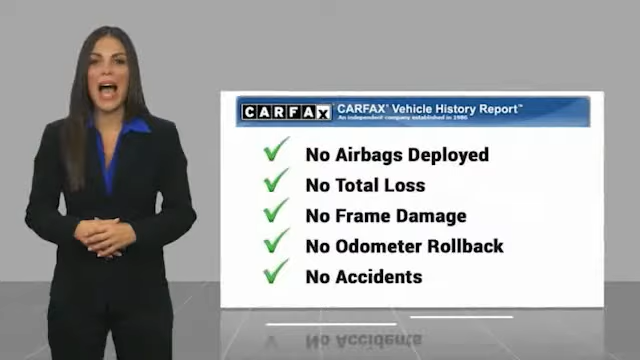 CARFAX CARFAX® Vehicle History Report™
An independent company established in 1986
No Airbags Deployed
No Total Loss
No Frame Damage
No Odometer Rollback
No Accidents